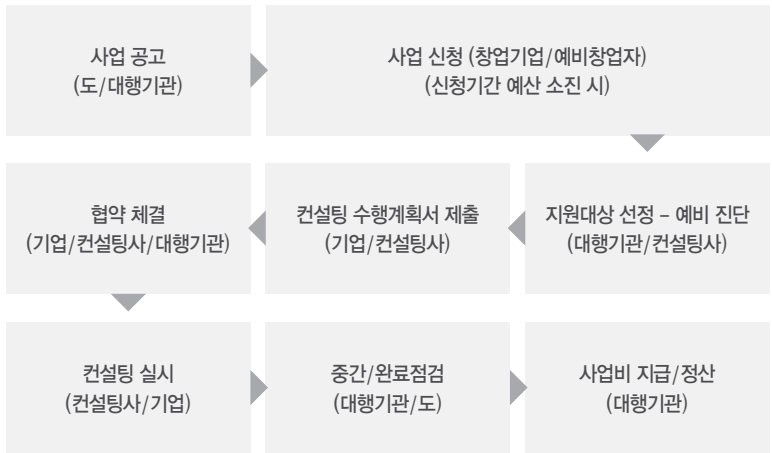 사업 공고
(도/대행기관)
사업 신청 (창업기업/예비창업자)
(신청기간 예산 소진 시)
지원대상 선정 – 예비 진단
(대행기관/컨설팅사)
컨설팅 수행계획서 제출
(기업/컨설팅사)
협약 체결
(기업/컨설팅사/대행기관)
컨설팅 실시
(컨설팅사/기업)
중간/완료점검
(대행기관/도)
사업비 지급/정산
(대행기관)